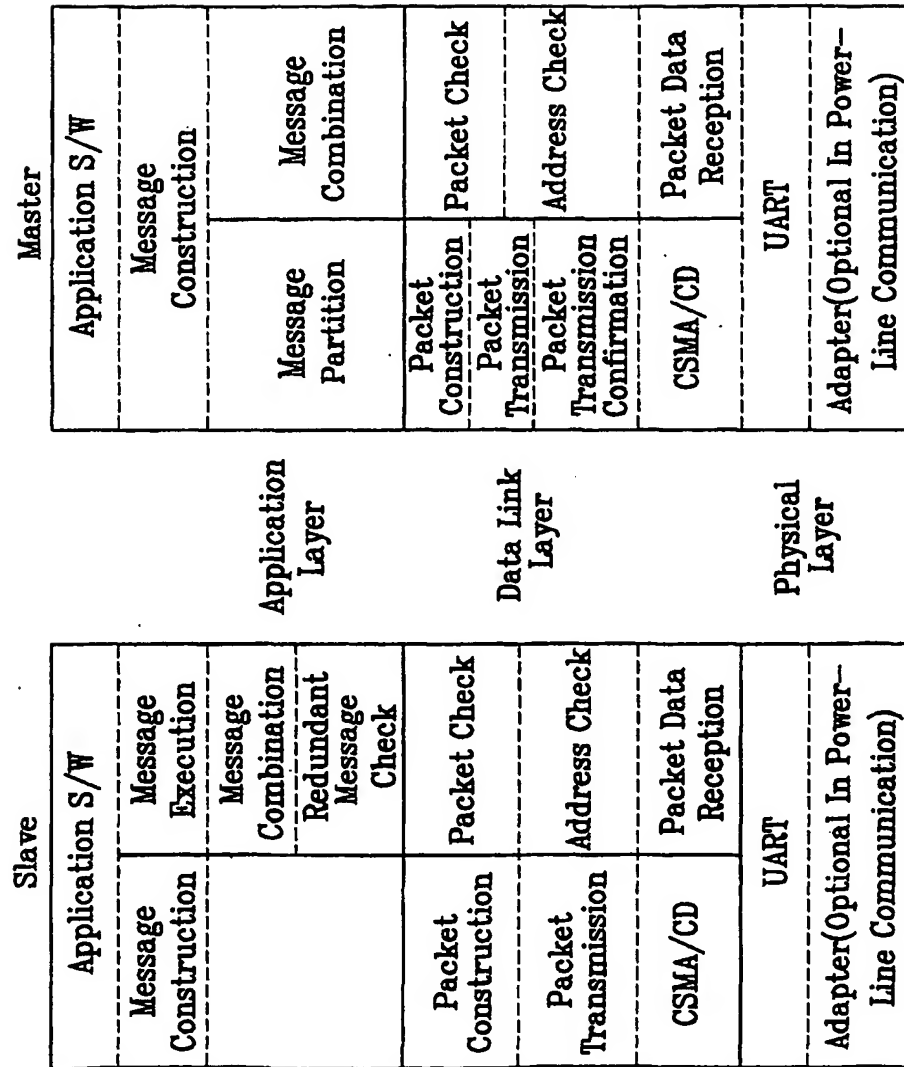 Slave
Application S/W
Message
Construction
Message
Execution
Message
Combination
Redundant
Message
Check
Packet
Construction
Packet Check
Packet
Transmission
Address Check
CSMA/CD
Packet Data
Reception
UART
Adapter(Optional In Power-
Line Communication)
Application
Layer
Data Link
Layer
Physical
Layer
Master
Application S/W
Message
Construction
Message
Partition
Message
Combination
Packet
Construction
Packet
Transmission
Packet
Transmission
Confirmation
Packet Check
Address Check
CSMA/CD
Packet Data
Reception
UART
Adapter(Optional In Power-
Line Communication)